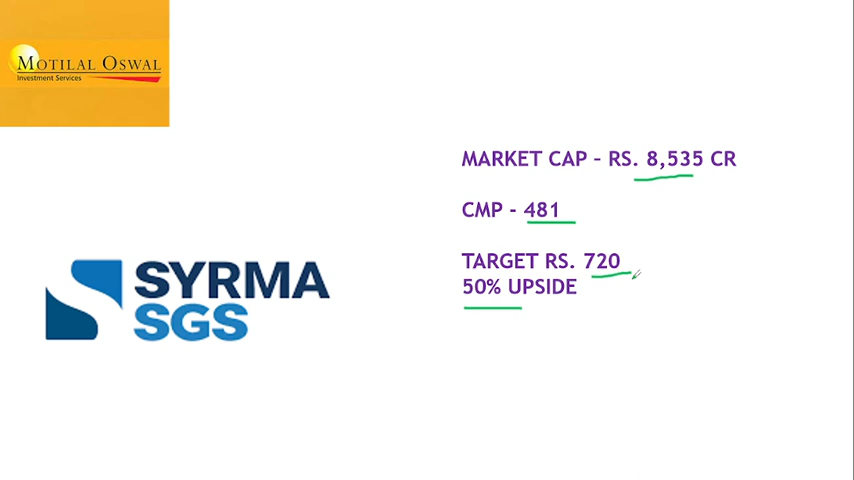 MOTILAL OSWAL
Investment Services
MARKET CAP – RS. 8,535 CR
CMP - 481
TARGET RS. 720
50% UPSIDE
SYRMA
SGS